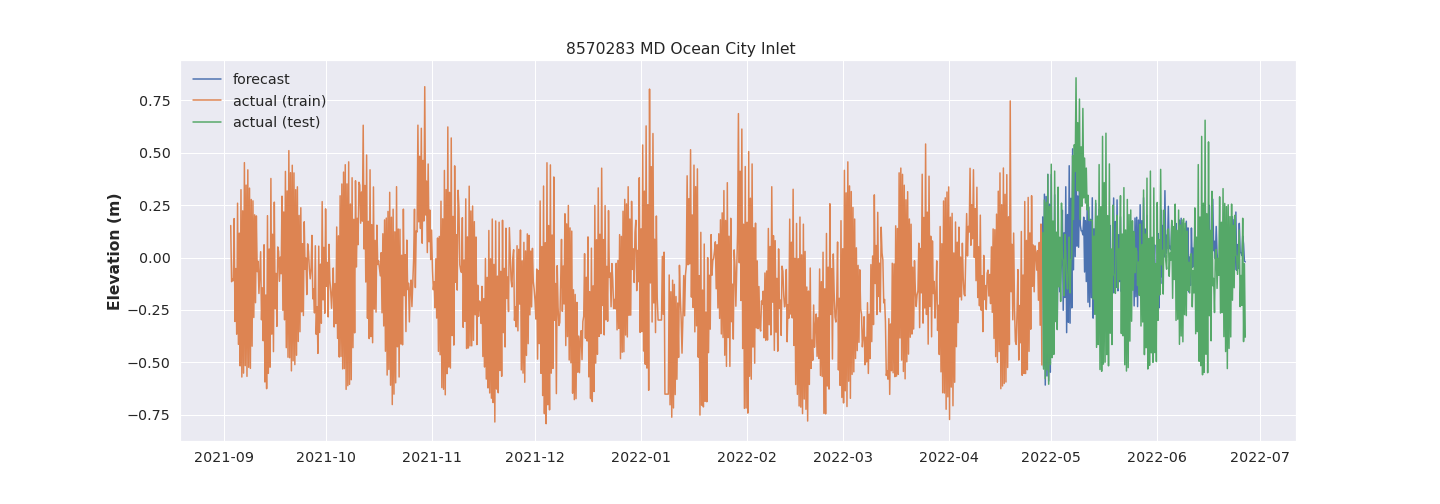 8570283 MD Ocean City Inlet
forecast
actual (train)
actual (test)
Elevation (m)
0.75
0.50
0.25
0.00
−0.25
−0.50
−0.75
2021-09 2021-10 2021-11 2021-12 2022-01 2022-02 2022-03 2022-04 2022-05 2022-06 2022-07